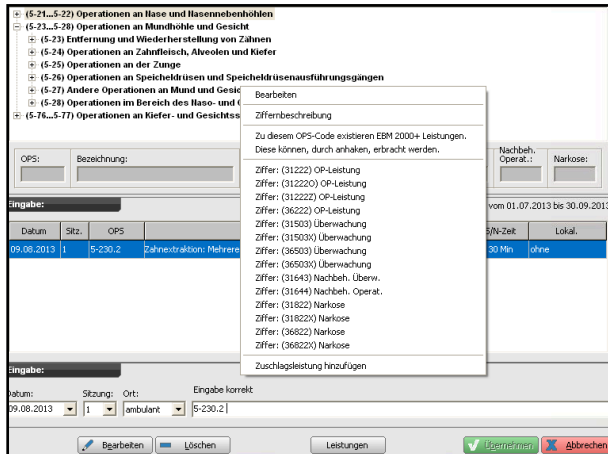 (5-21...5-22) Operationen an Nase und Nasennebenhöhlen
(5-23...5-28) Operationen an Mundhöhle und Gesicht
(5-23) Entfernung und Wiederherstellung von Zähnen
(5-24) Operationen an Zahnfleisch, Alveolen und Kiefer
(5-25) Operationen an der Zunge
(5-26) Operationen an Speicheldrüsen und Speicheldrüsenausführungsgängen
(5-27) Andere Operationen an Mund und Gesic
(5-28) Operationen im Bereich des Naso- und
(5-76...5-77) Operationen an Kiefer- und Gesichtss
Bearbeiten
Ziffernbeschreibung
Zu diesem OPS-Code existieren EBM 2000+ Leistungen.
Diese können, durch anhaken, erbracht werden.
Ziffer: (31222) OP-Leistung
Ziffer: (31222O) OP-Leistung
Ziffer: (31222Z) OP-Leistung
Ziffer: (36222) OP-Leistung
Ziffer: (31503) Überwachung
Ziffer: (31503X) Überwachung
Ziffer: (36503) Überwachung
Ziffer: (36503X) Überwachung
Ziffer: (31643) Nachbeh. Überw.
Ziffer: (31644) Nachbeh. Operat.
Ziffer: (31822) Narkose
Ziffer: (31822X) Narkose
Ziffer: (36822) Narkose
Ziffer: (36822X) Narkose
Zuschlagsleistung hinzufügen
OPS: Bezeichnung: Nachbeh. Operat.: Narkose:
Eingabe: vom 01.07.2013 bis 30.09.2013
Datum Sitz. OPS S/N-Zeit Lokal.
09.08.2013 1 5-230.2 Zahnextraktion: Mehrere 30 Min ohne
Eingabe:
Datum: Sitzung: Ort: Eingabe korrekt
09.08.2013 1 ambulant 5-230.2
Bearbeiten Löschen Leistungen Übernehmen Abbrechen